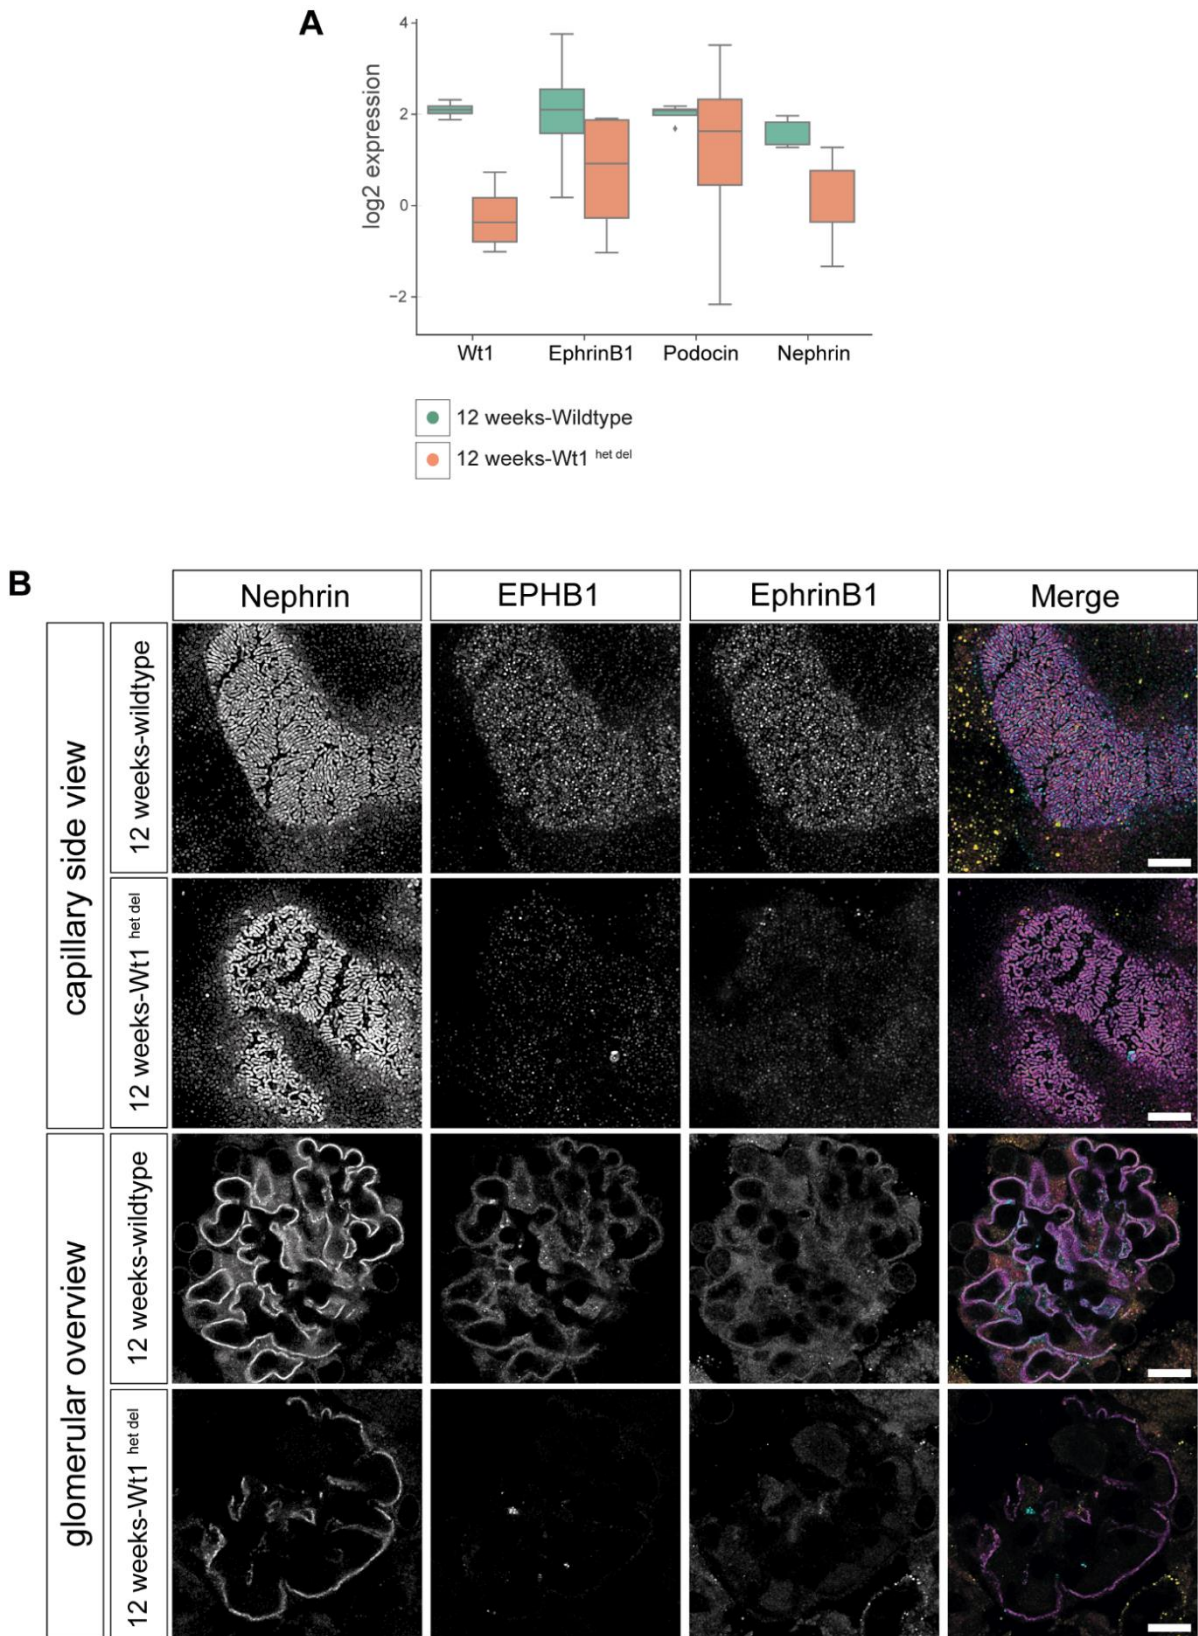 A
4
2
0
−2
log2 expression
Wt1 EphrinB1 Podocin Nephrin
12 weeks-Wildtype
12 weeks-Wt1 het del
B
Nephrin EPHB1 EphrinB1 Merge
capillary side view
12 weeks-wildtype
12 weeks-Wt1 het del
glomerular overview
12 weeks-wildtype
12 weeks-Wt1 het del